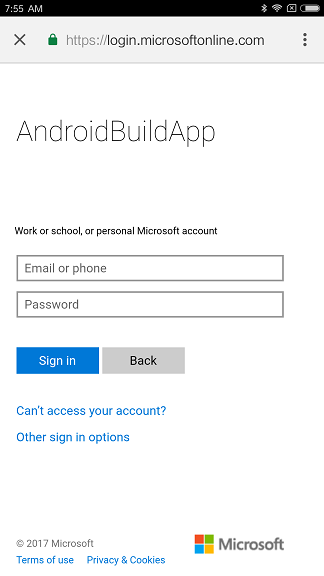 7:55 AM
https://login.microsoftonline.com
AndroidBuildApp
Work or school, or personal Microsoft account
Email or phone
Password
Sign in Back
Can't access your account?
Other sign in options
© 2017 Microsoft
Microsoft
Terms of use Privacy & Cookies